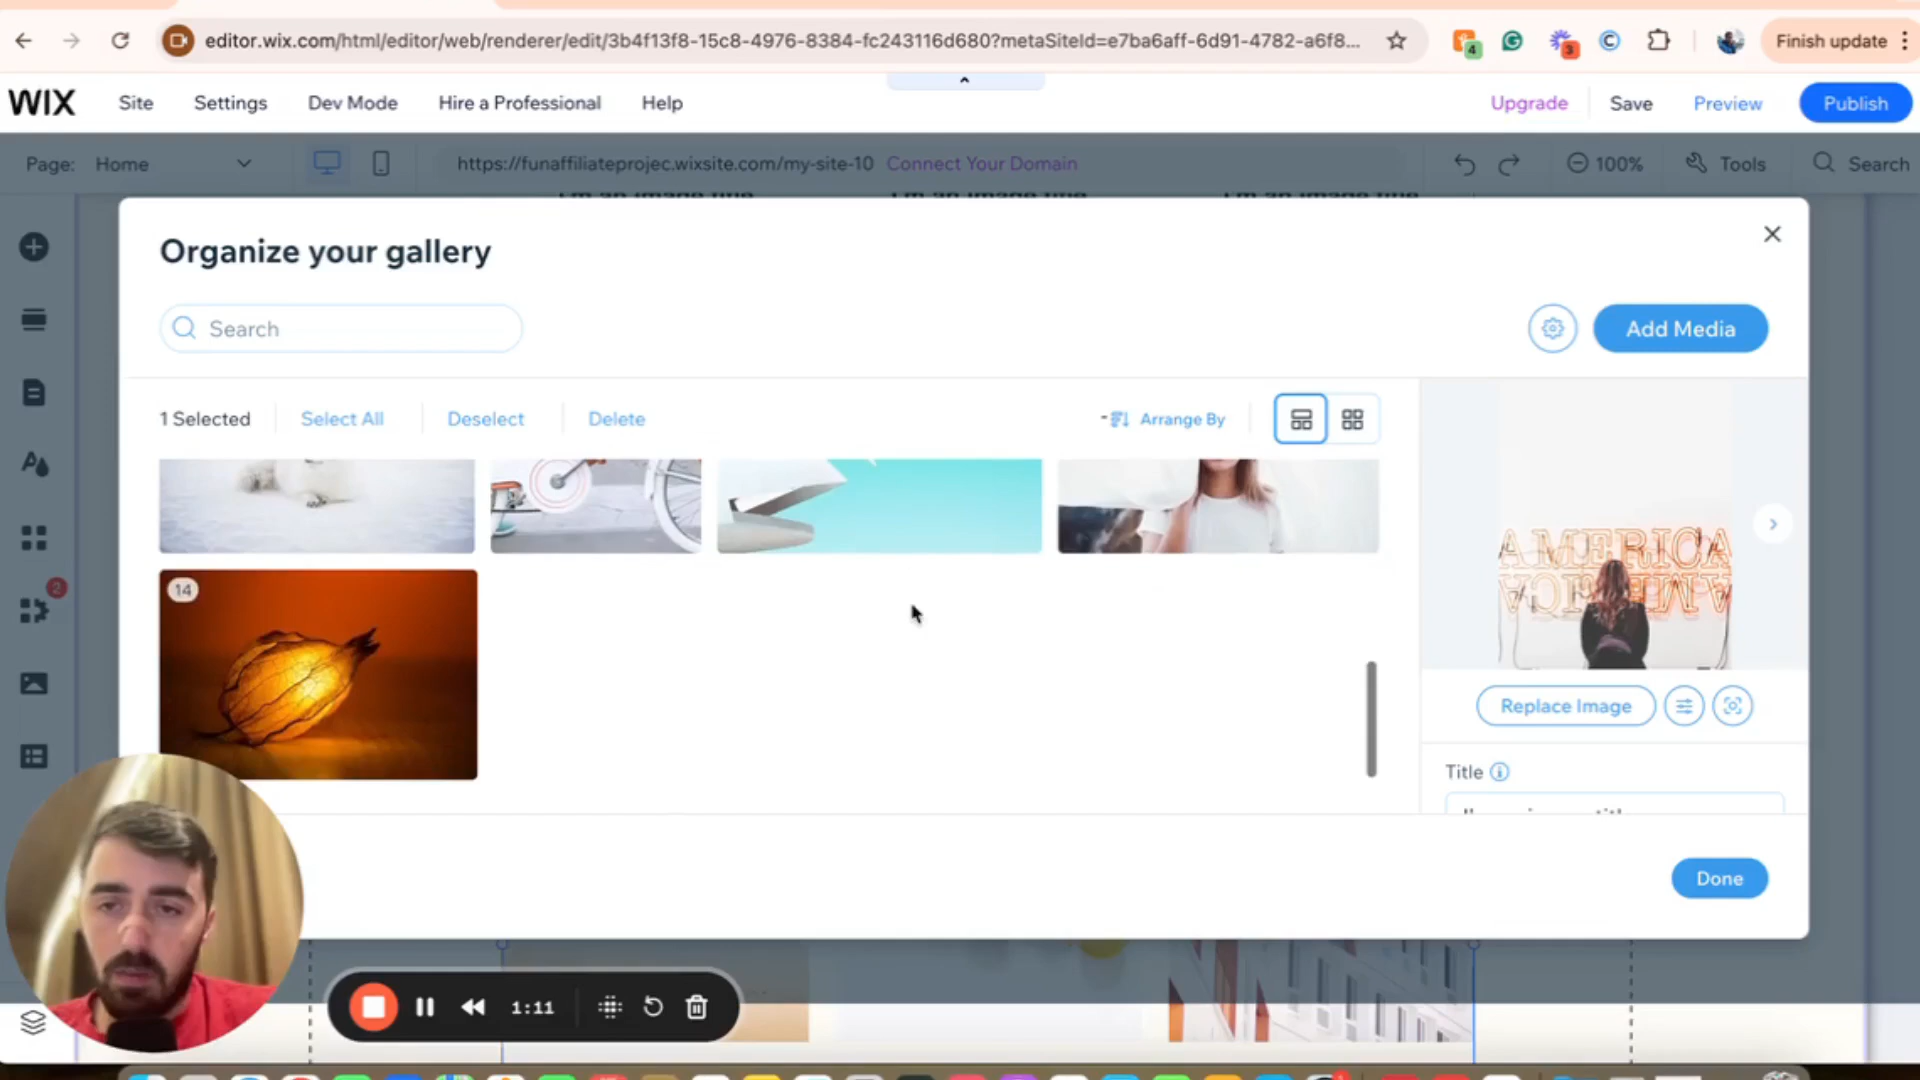 editor.wix.com/html/editor/web/renderer/edit/3b4f13f8-15c8-4976-8384-fc243116d680?metaSiteId=e7ba6aff-6d91-4782-a6f8...
4
3
Finish update
WIX Site Settings Dev Mode Hire a Professional Help Upgrade Save Preview Publish
Page: Home https://funaffiliateprojec.wixsite.com/my-site-10 Connect Your Domain 100% Tools Search
Organize your gallery
Search
Add Media
1 Selected Select All Deselect Delete Arrange By
14
AMERICA
2
Replace Image
Title
Done
1:11